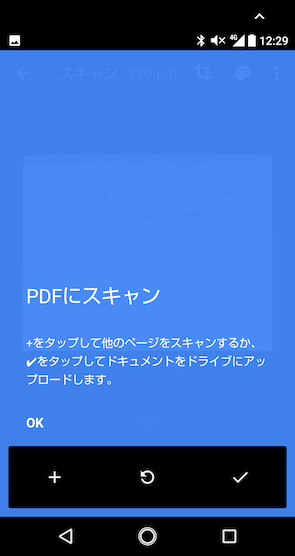 4G 12:29
スキャン...229.pdf
PDFにスキャン
+をタップして他のページをスキャンするか、
✔をタップしてドキュメントをドライブにアッ
プロードします。
OK